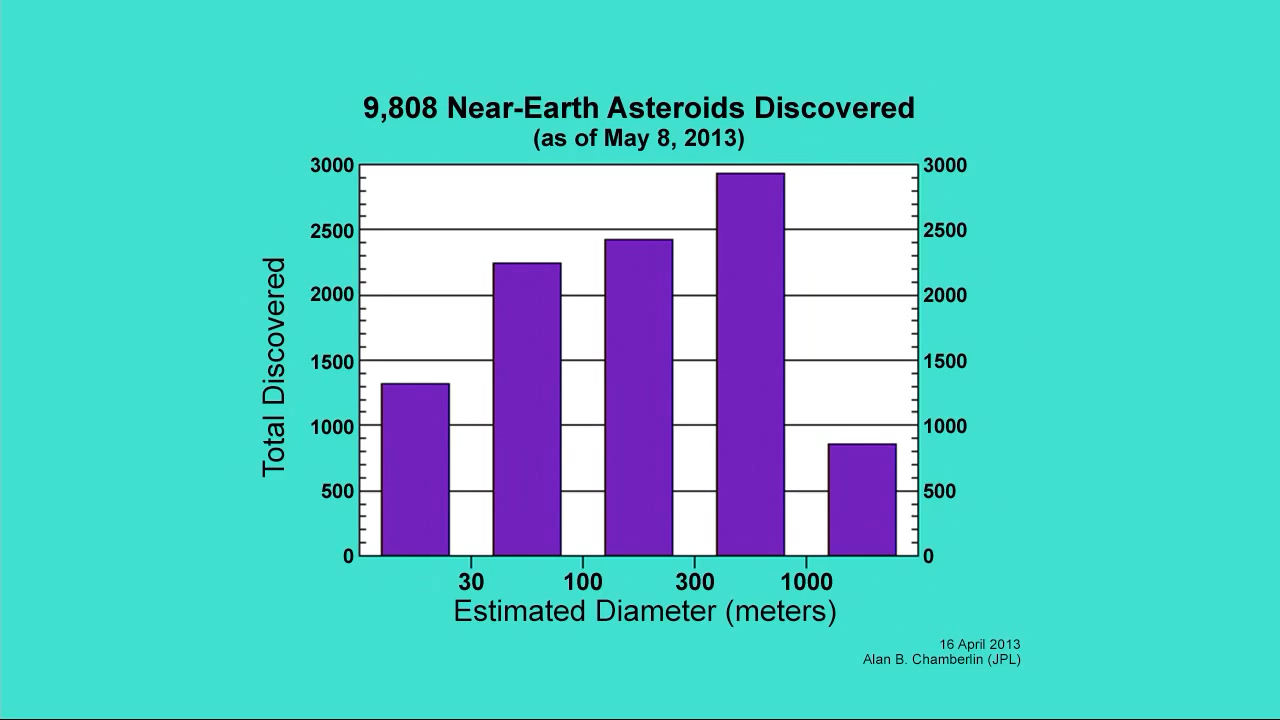 9,808 Near-Earth Asteroids Discovered
(as of May 8, 2013)
3000 3000
2500 2500
2000 2000
1500 1500
1000 1000
500 500
0 0
Total Discovered
30 100 300 1000
Estimated Diameter (meters)
16 April 2013
Alan B. Chamberlin (JPL)